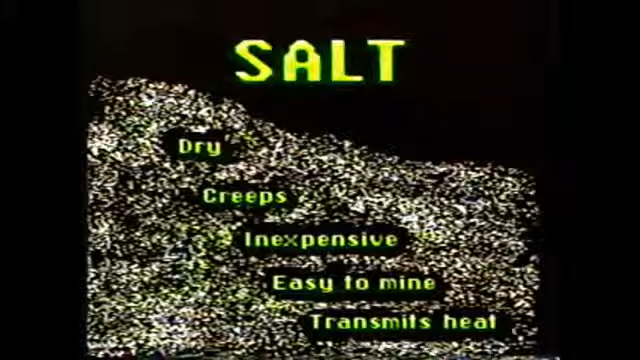 SALT
Dry
Creeps
Inexpensive
Easy to mine
Transmits heat